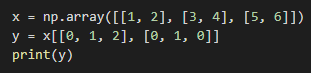 x = np.array([[1, 2], [3, 4], [5, 6]])
y = x[[0, 1, 2], [0, 1, 0]]
print(y)